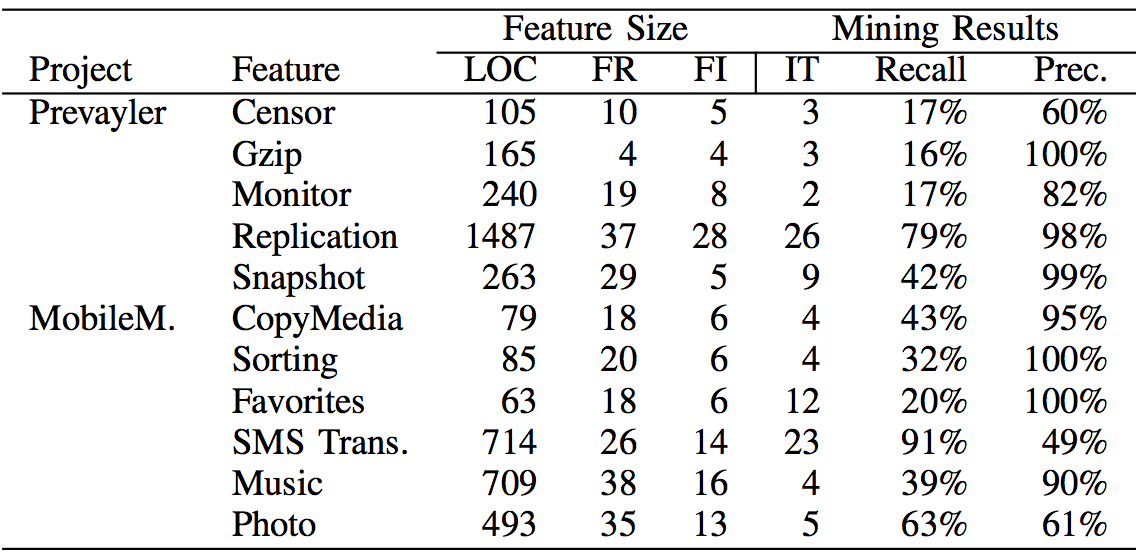 Feature Size Mining Results
Project Feature LOC FR FI IT Recall Prec.
Prevayler Censor 105 10 5 3 17% 60%
Gzip 165 4 4 3 16% 100%
Monitor 240 19 8 2 17% 82%
Replication 1487 37 28 26 79% 98%
Snapshot 263 29 5 9 42% 99%
MobileM. CopyMedia 79 18 6 4 43% 95%
Sorting 85 20 6 4 32% 100%
Favorites 63 18 6 12 20% 100%
SMS Trans. 714 26 14 23 91% 49%
Music 709 38 16 4 39% 90%
Photo 493 35 13 5 63% 61%